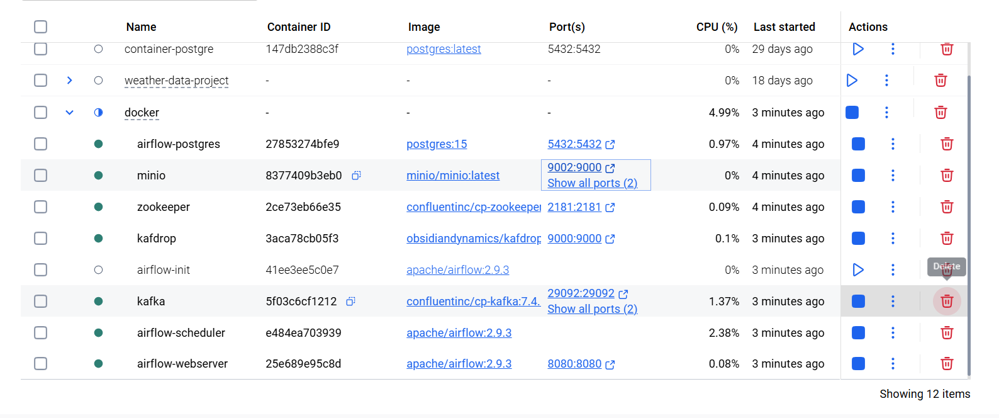 Name Container ID Image Port(s) CPU (%) Last started Actions
container-postgre 147db2388c3f postgres:latest 5432:5432 0% 29 days ago
weather-data-project - - - 0% 18 days ago
docker - - - 4.99% 3 minutes ago
airflow-postgres 27853274bfe9 postgres:15 5432:5432 0.97% 4 minutes ago
minio 8377409b3eb0 minio/minio:latest 9002:9000 0% 4 minutes ago
Show all ports (2)
zookeeper 2ce73eb66e35 confluentinc/cp-zookeeper 2181:2181 0.09% 4 minutes ago
kafdrop 3aca78cb05f3 obsidiandynamics/kafdrop 9000:9000 0.1% 3 minutes ago
airflow-init 41ee3ee5c0e7 apache/airflow:2.9.3 0% 3 minutes ago
Delete
kafka 5f03c6cf1212 confluentinc/cp-kafka:7.4. 29092:29092 1.37% 3 minutes ago
Show all ports (2)
airflow-scheduler e484ea703939 apache/airflow:2.9.3 2.38% 3 minutes ago
airflow-webserver 25e689e95c8d apache/airflow:2.9.3 8080:8080 0.08% 3 minutes ago
Showing 12 items